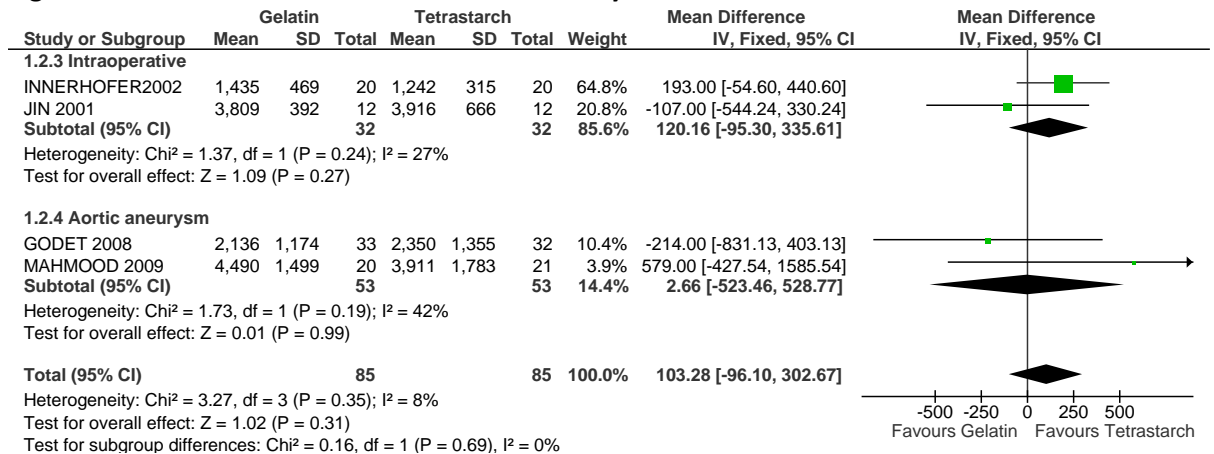 Gelatin Tetrastarch Mean Difference Mean Difference
Study or Subgroup Mean SD Total Mean SD Total Weight IV, Fixed, 95% CI IV, Fixed, 95% CI
1.2.3 Intraoperative
INNERHOFER2002 1,435 469 20 1,242 315 20 64.8% 193.00 [-54.60, 440.60]
JIN 2001 3,809 392 12 3,916 666 12 20.8% -107.00 [-544.24, 330.24]
Subtotal (95% CI) 32 32 85.6% 120.16 [-95.30, 335.61]
Heterogeneity: Chi² = 1.37, df = 1 (P = 0.24); I² = 27%
Test for overall effect: Z = 1.09 (P = 0.27)
1.2.4 Aortic aneurysm
GODET 2008 2,136 1,174 33 2,350 1,355 32 10.4% -214.00 [-831.13, 403.13]
MAHMOOD 2009 4,490 1,499 20 3,911 1,783 21 3.9% 579.00 [-427.54, 1585.54]
Subtotal (95% CI) 53 53 14.4% 2.66 [-523.46, 528.77]
Heterogeneity: Chi² = 1.73, df = 1 (P = 0.19); I² = 42%
Test for overall effect: Z = 0.01 (P = 0.99)
Total (95% CI) 85 85 100.0% 103.28 [-96.10, 302.67]
Heterogeneity: Chi² = 3.27, df = 3 (P = 0.35); I² = 8%
Test for overall effect: Z = 1.02 (P = 0.31)
Test for subgroup differences: Chi² = 0.16, df = 1 (P = 0.69), I² = 0%
-500 -250 0 250 500
Favours Gelatin Favours Tetrastarch